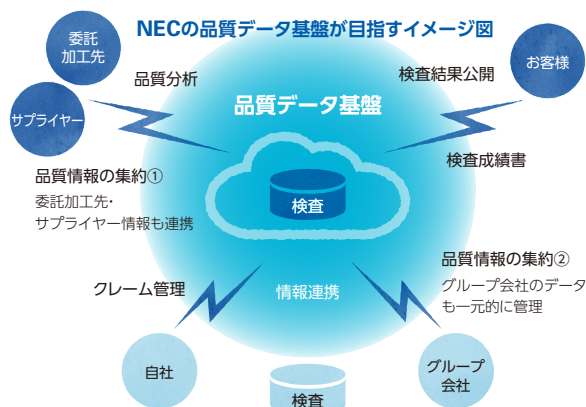 NECの品質データ基盤が目指すイメージ図
委託
加工先
サプライヤー
品質分析
品質データ基盤
検査結果公開
お客様
検査成績書
検査
品質情報の集約①
委託加工先・
サプライヤー情報も連携
品質情報の集約②
グループ会社のデータ
も一元的に管理
クレーム管理
情報連携
自社
検査
グループ
会社